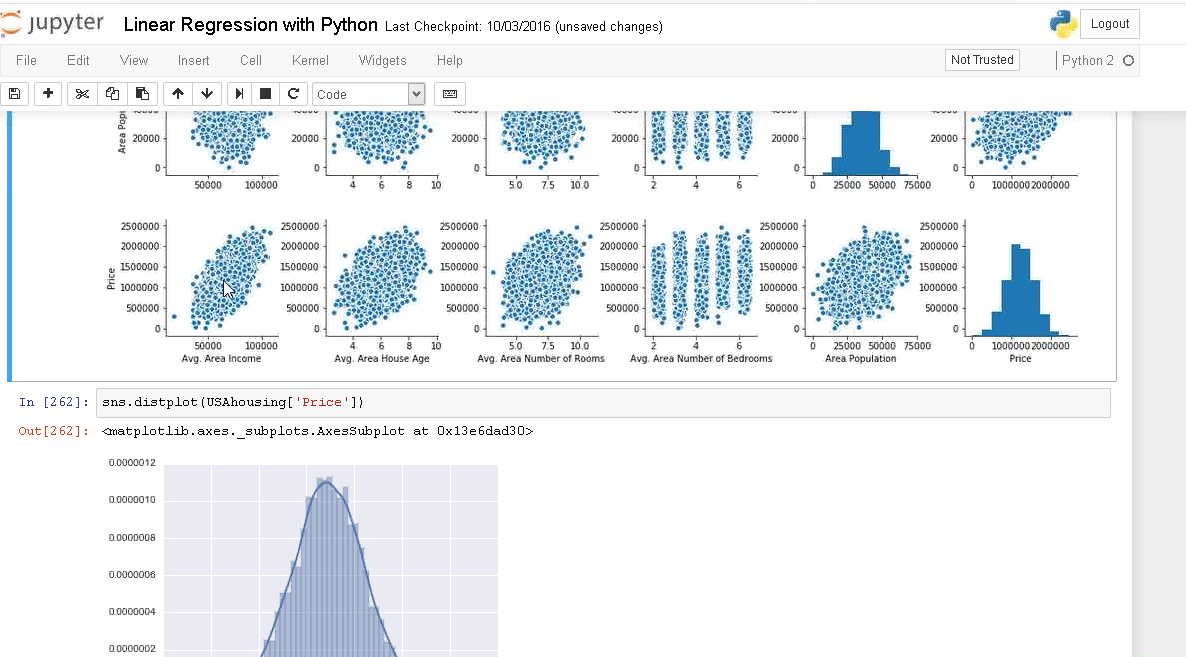 jupyter Linear Regression with Python Last Checkpoint: 10/03/2016 (unsaved changes) Logout
File Edit View Insert Cell Kernel Widgets Help Not Trusted Python 2
Code
Area Popu
20000 20000 20000 20000 20000 20000
0 0 0 0 0 0
50000 100000 4 6 8 10 5.0 7.5 10.0 2 4 6 0 25000 50000 75000 0 1000000 2000000
Price
2500000 2500000 2500000 2500000 2500000 2500000
2000000 2000000 2000000 2000000 2000000 2000000
1500000 1500000 1500000 1500000 1500000 1500000
1000000 1000000 1000000 1000000 1000000 1000000
500000 500000 500000 500000 500000 500000
0 0 0 0 0 0
50000 100000 4 6 8 10 5.0 7.5 10.0 2 4 6 0 25000 50000 75000 0 1000000 2000000
Avg. Area Income Avg. Area House Age Avg. Area Number of Rooms Avg. Area Number of Bedrooms Area Population Price
In [262]: sns.distplot(USAhousing['Price'])
Out[262]: <matplotlib.axes._subplots.AxesSubplot at 0x13e6dad30>
0.0000012
0.0000010
0.0000008
0.0000006
0.0000004
0.0000002